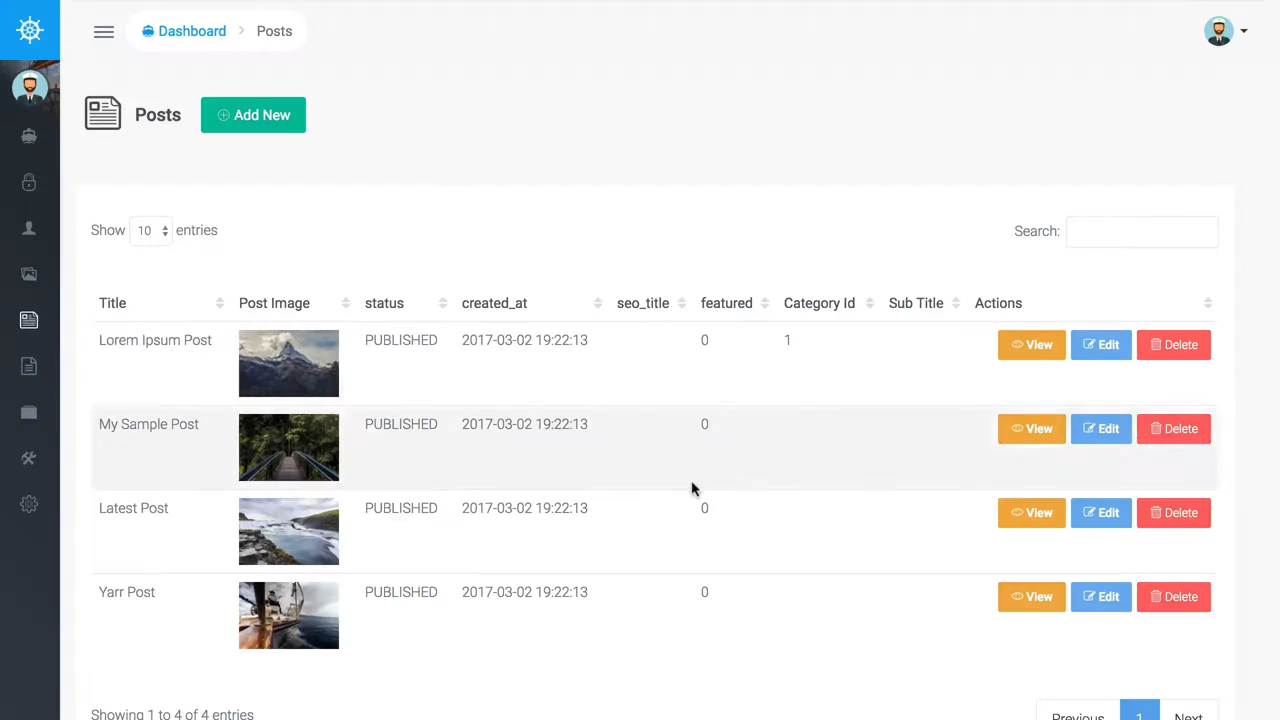 Dashboard > Posts
Posts Add New
Show 10 entries Search:
Title Post Image status created_at seo_title featured Category Id Sub Title Actions
Lorem Ipsum Post PUBLISHED 2017-03-02 19:22:13 0 1 View Edit Delete
My Sample Post PUBLISHED 2017-03-02 19:22:13 0 View Edit Delete
Latest Post PUBLISHED 2017-03-02 19:22:13 0 View Edit Delete
Yarr Post PUBLISHED 2017-03-02 19:22:13 0 View Edit Delete
Showing 1 to 4 of 4 entries Previous 1 Next